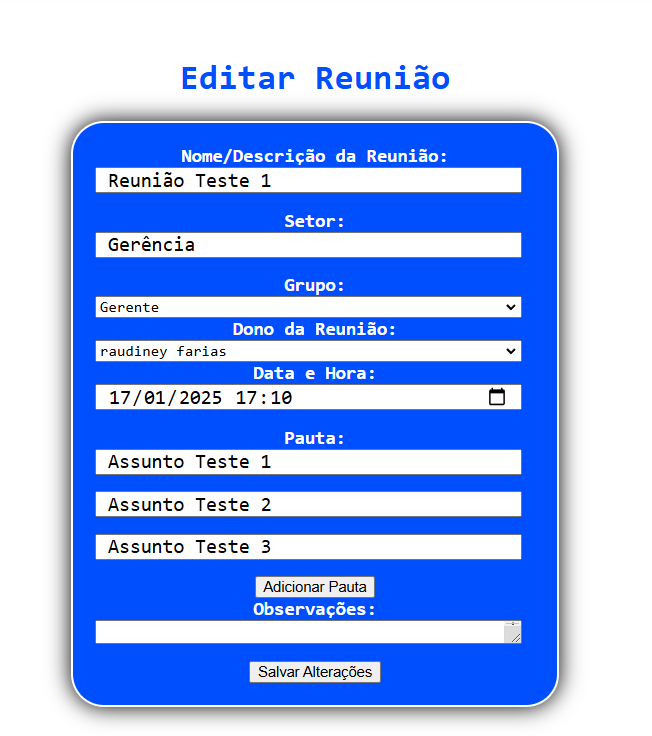 Editar Reunião
Nome/Descrição da Reunião:
Reunião Teste 1
Setor:
Gerência
Grupo:
Gerente
Dono da Reunião:
raudiney farias
Data e Hora:
17/01/2025 17:10
Pauta:
Assunto Teste 1
Assunto Teste 2
Assunto Teste 3
Adicionar Pauta
Observações:
Salvar Alterações